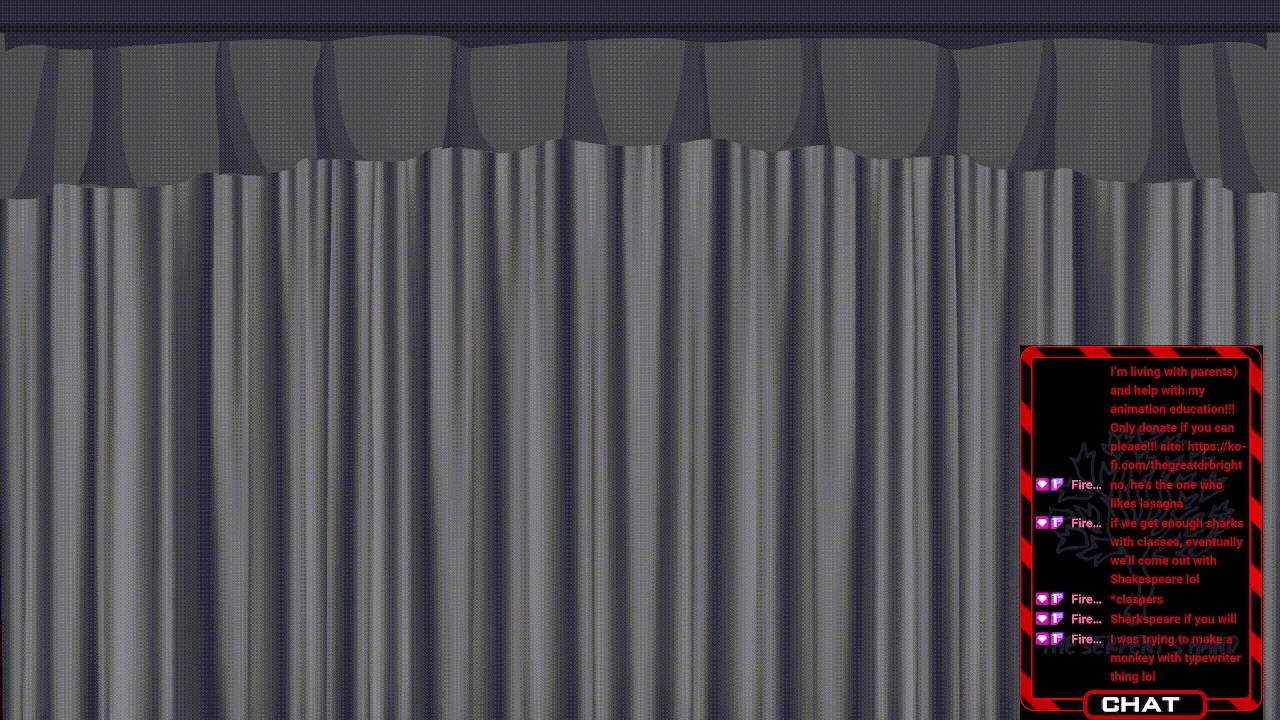 I'm living with parents)
and help with my
animation education!!!
Only donate if you can
please!!! site: https://ko-
fi.com/thegreatdrbright
Fire... no, he's the one who
likes lasagna
Fire... if we get enough sharks
with classes, eventually
we'll come out with
Shakespeare lol
Fire... *claspers
Fire... Sharkspeare if you will
Fire... I was trying to make a
monkey with typewriter
thing lol
THE SERPENT'S HAND
CHAT